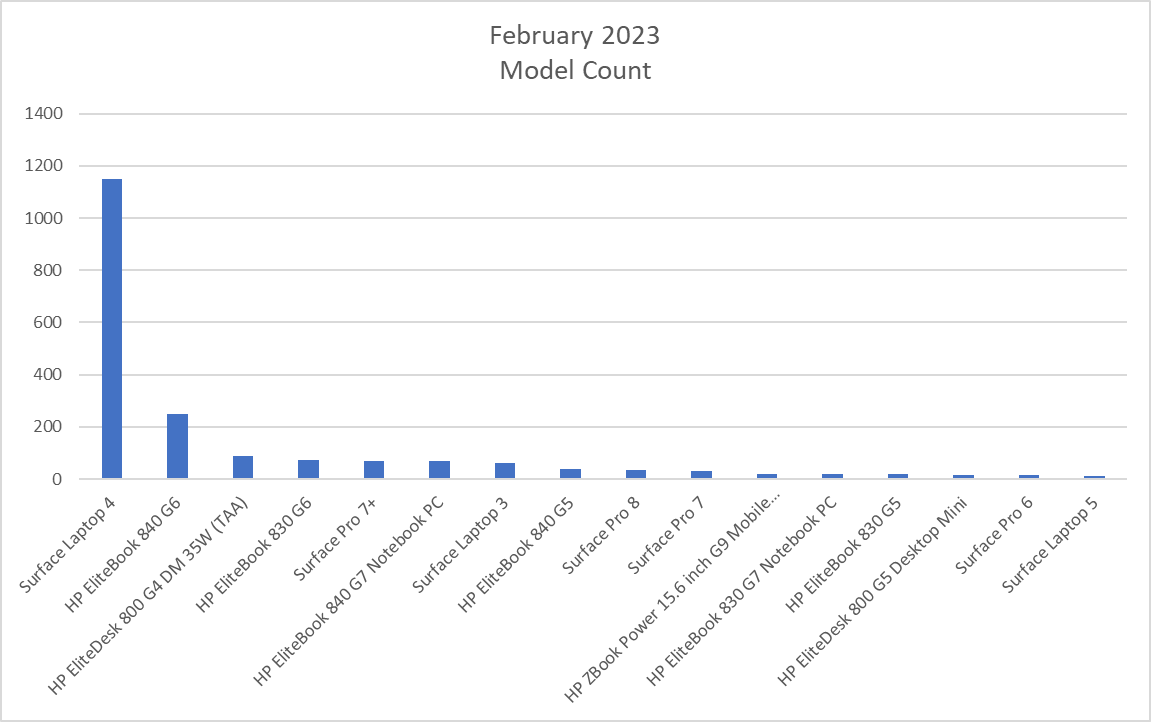 February 2023
Model Count
1400
1200
1000
800
600
400
200
0
Surface Laptop 4
HP EliteBook 840 G6
HP EliteDesk 800 G4 DM 35W (TAA)
HP EliteBook 830 G6
Surface Pro 7+
HP EliteBook 840 G7 Notebook PC
Surface Laptop 3
HP EliteBook 840 G5
Surface Pro 8
Surface Pro 7
HP ZBook Power 15.6 inch G9 Mobile...
HP EliteBook 830 G7 Notebook PC
HP EliteBook 830 G5
HP EliteDesk 800 G5 Desktop Mini
Surface Pro 6
Surface Laptop 5